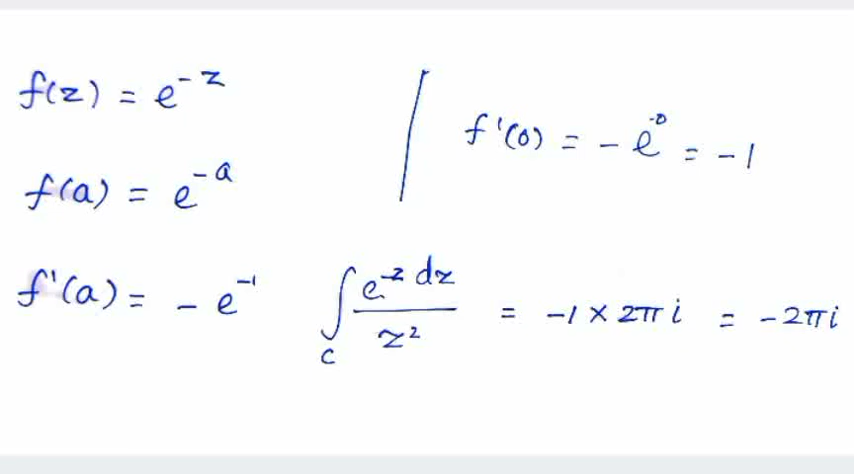 f(z) = e^{-z}
f(a) = e^{-a}
f'(a) = - e^{-1}
f'(0) = - e^{-0} = -1
∫_C e^{-z} dz / z² = -1 × 2πi = -2πi